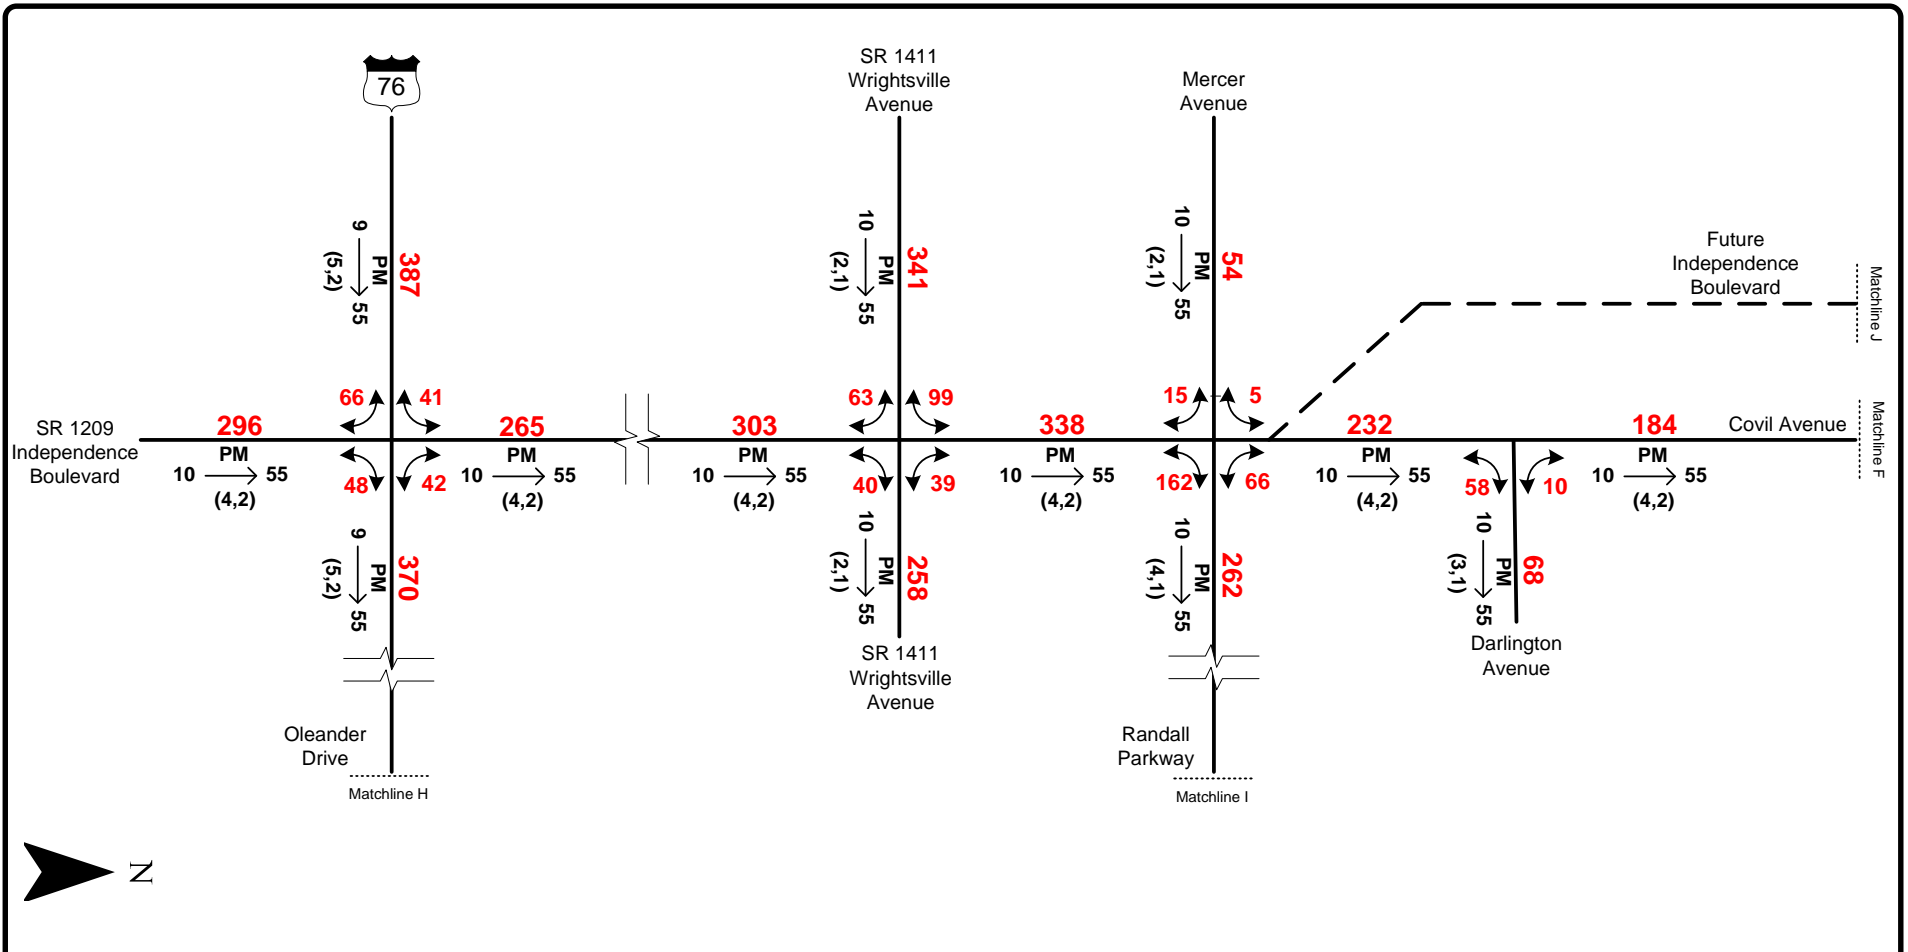 76
SR 1411
Wrightsville
Avenue
Mercer
Avenue
9
PM
55
(5,2)
387
10
PM
55
(2,1)
341
10
PM
55
(2,1)
54
Future
Independence
Boulevard
Matchline J
SR 1209
Independence
Boulevard
296
PM
10
55
(4,2)
66
41
48
42
265
PM
10
55
(4,2)
303
PM
10
55
(4,2)
63
99
40
39
338
PM
10
55
(4,2)
15
5
162
66
232
PM
10
55
(4,2)
58
10
184
PM
10
55
(4,2)
Covil Avenue
Matchline F
9
PM
55
(5,2)
370
10
PM
55
(2,1)
258
10
PM
55
(4,1)
262
10
PM
55
(3,1)
68
Darlington
Avenue
SR 1411
Wrightsville
Avenue
Oleander
Drive
Matchline H
Randall
Parkway
Matchline I
N